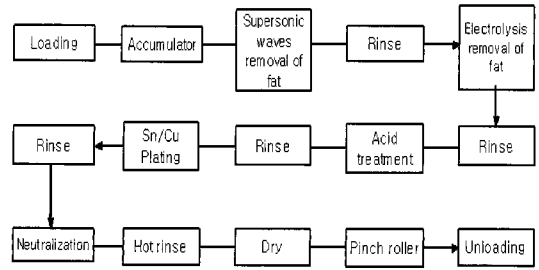 Loading
Accumulator
Supersonic
waves
removal of
fat
Rinse
Electrolysis
removal of
fat
Rinse
Sn/Cu
Plating
Rinse
Acid
treatment
Rinse
Neutralization
Hot rinse
Dry
Pinch roller
Unloading